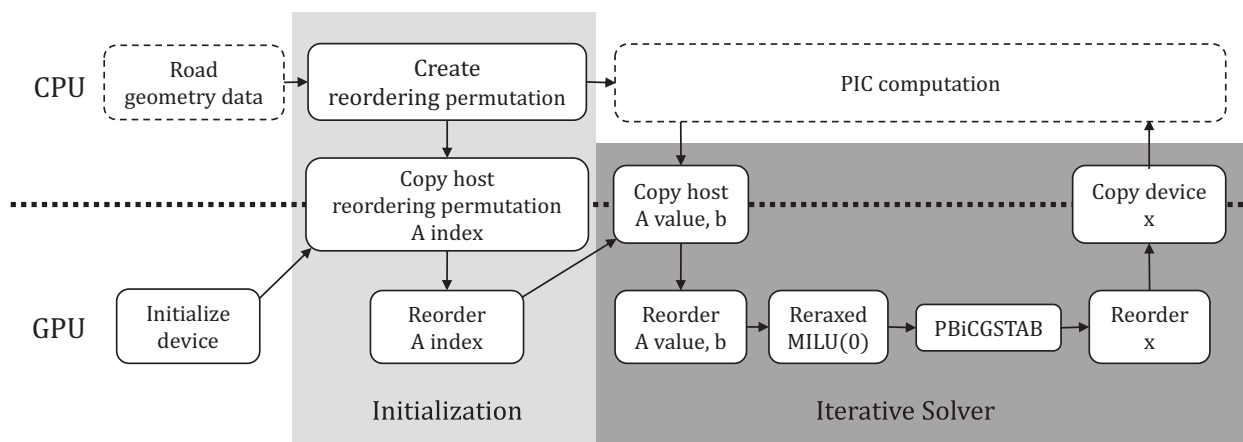 CPU
Road
geometry data
Create
reordering permutation
PIC computation
Copy host
reordering permutation
A index
Copy host
A value, b
Copy device
x
GPU
Initialize
device
Reorder
A index
Reorder
A value, b
Reraxed
MILU(0)
PBiCGSTAB
Reorder
x
Initialization
Iterative Solver